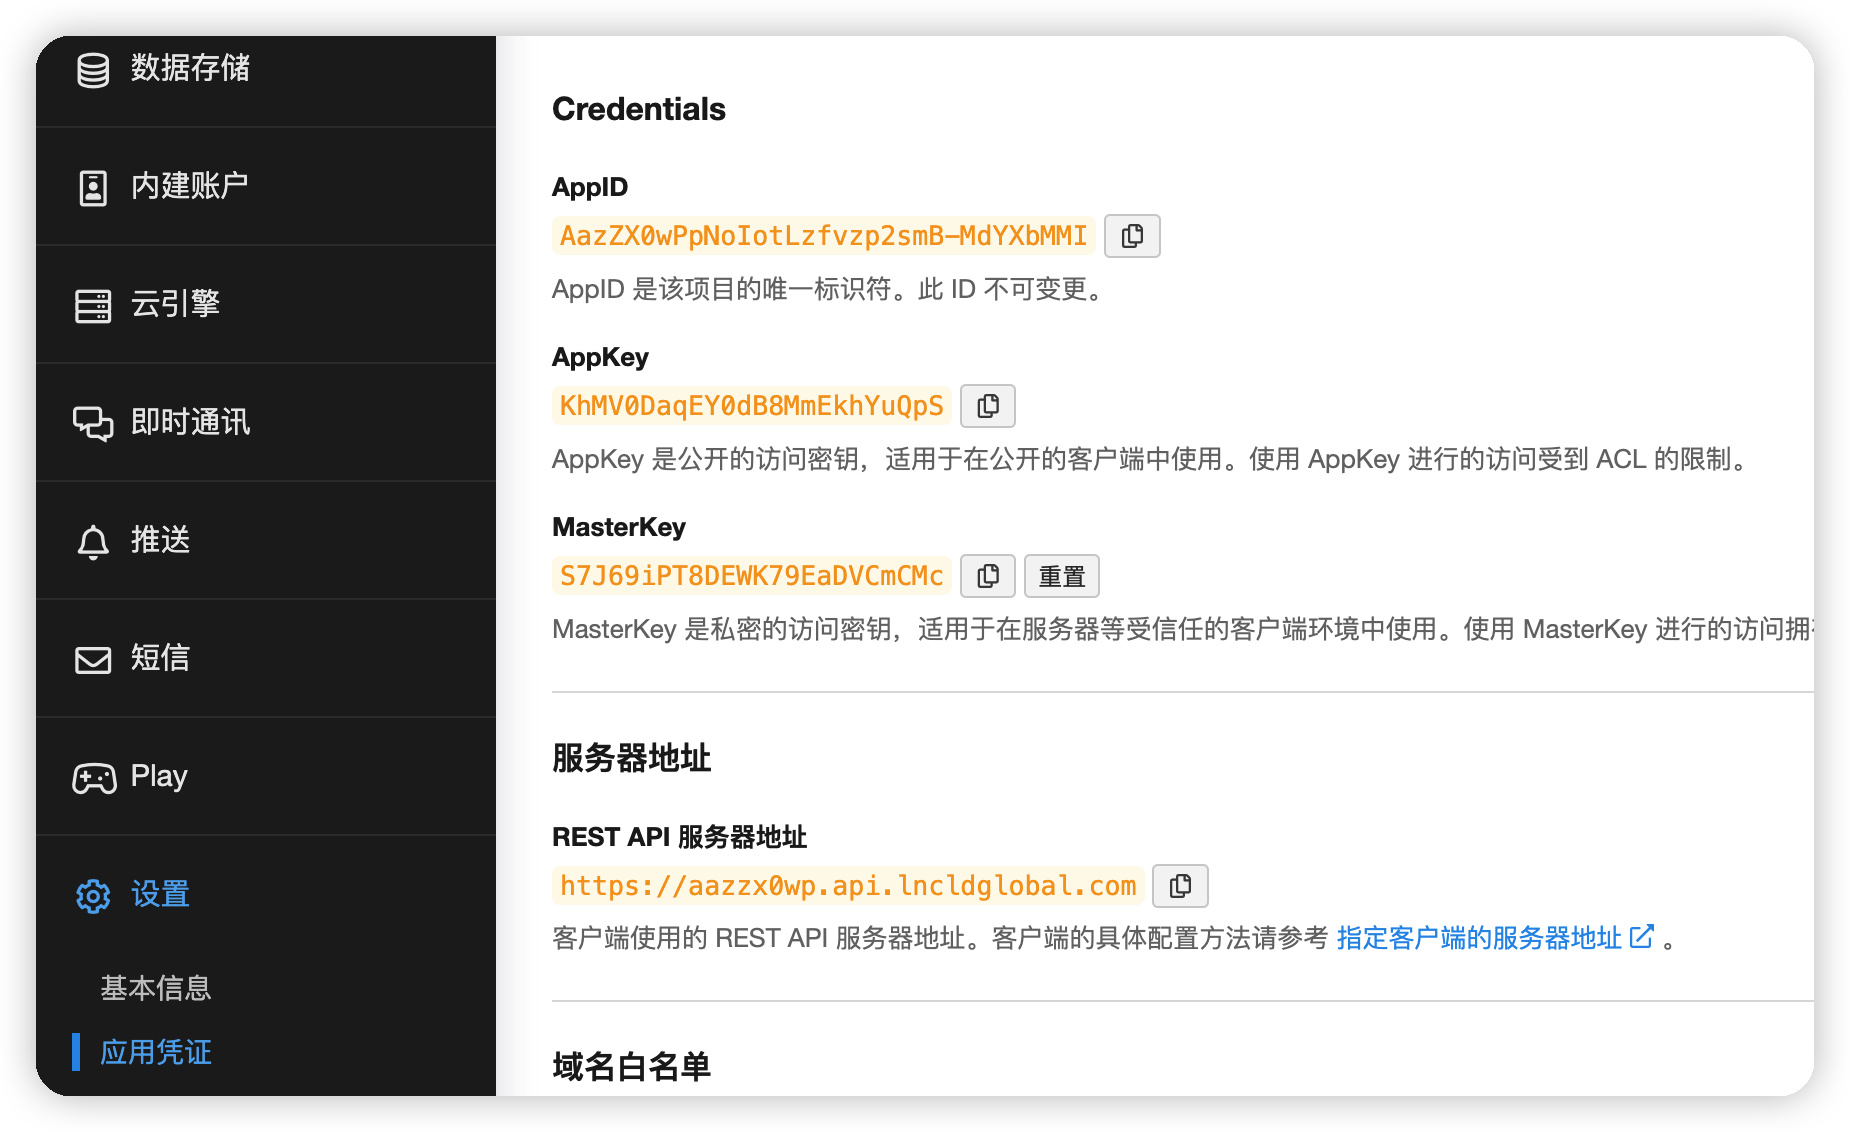 数据存储
内建账户
云引擎
即时通讯
推送
短信
Play
设置
基本信息
应用凭证
Credentials
AppID
AazZX0wPpNoIotLzfvzp2smB-MdYXbMMI
AppID 是该项目的唯一标识符。此 ID 不可变更。
AppKey
KhMV0DaqEY0dB8MmEkhYuQpS
AppKey 是公开的访问密钥，适用于在公开的客户端中使用。使用 AppKey 进行的访问受到 ACL 的限制。
MasterKey
S7J69iPT8DEWK79EaDVCmCMc 重置
MasterKey 是私密的访问密钥，适用于在服务器等受信任的客户端环境中使用。使用 MasterKey 进行的访问拥
服务器地址
REST API 服务器地址
https://aazzx0wp.api.lncldglobal.com
客户端使用的 REST API 服务器地址。客户端的具体配置方法请参考 指定客户端的服务器地址 。
域名白名单